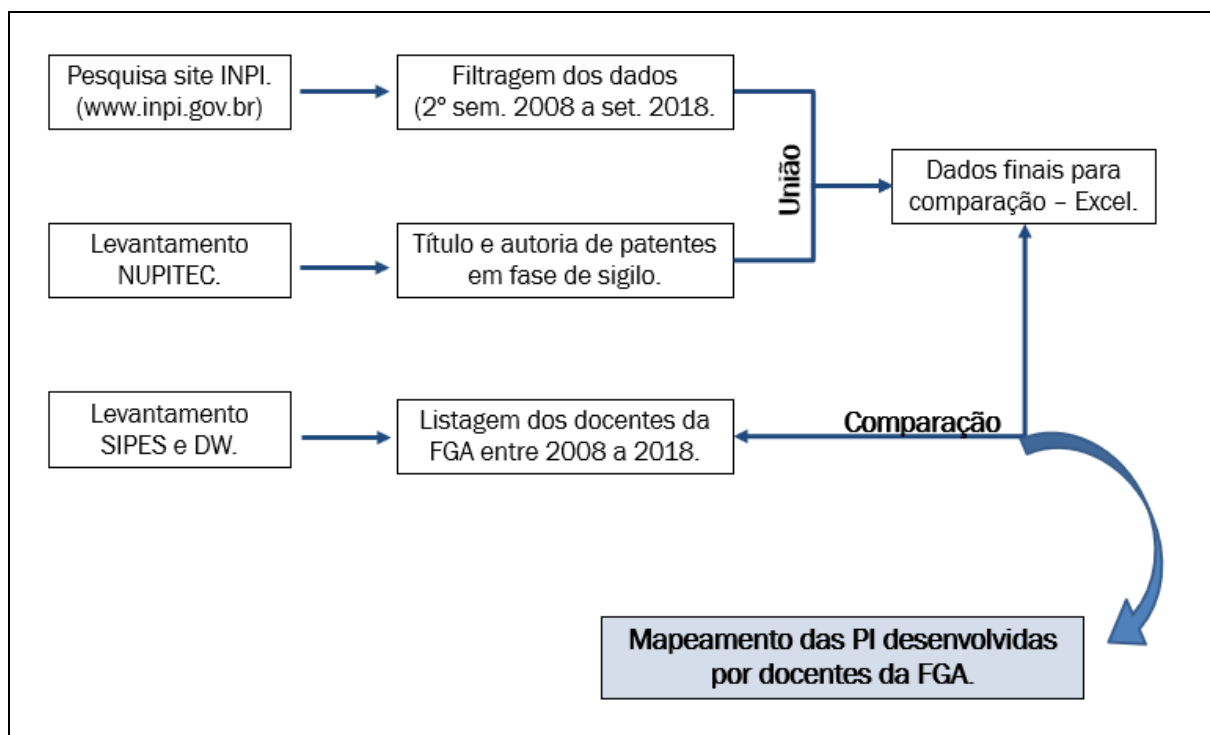 Pesquisa site INPI.
(www.inpi.gov.br)
Filtragem dos dados
(2º sem. 2008 a set. 2018.
União
Dados finais para
comparação – Excel.
Levantamento
NUPITEC.
Título e autoria de patentes
em fase de sigilo.
Levantamento
SIPES e DW.
Listagem dos docentes da
FGA entre 2008 a 2018.
Comparação
Mapeamento das PI desenvolvidas
por docentes da FGA.